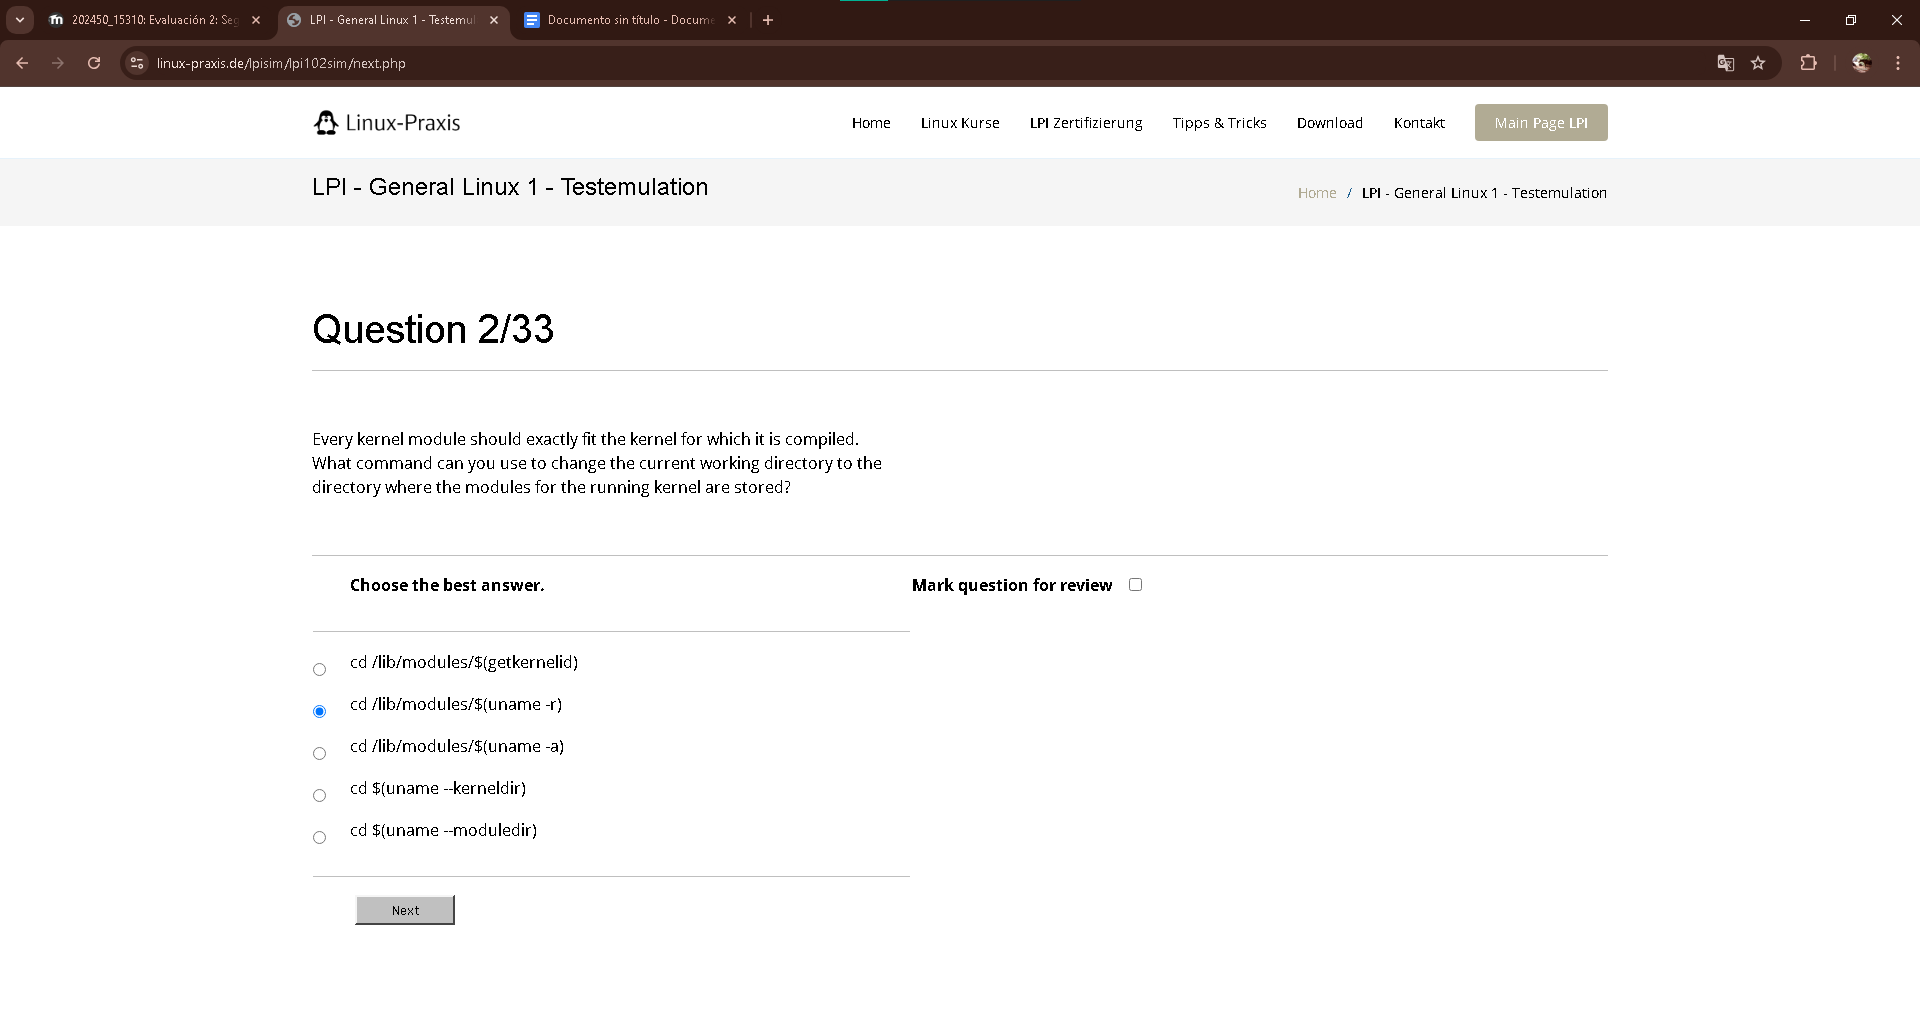 202450_15310: Evaluación 2: Seg
LPI - General Linux 1 - Testemul
Documento sin título - Docume
linux-praxis.de/lpisim/lpi102sim/next.php
Linux-Praxis
Home
Linux Kurse
LPI Zertifizierung
Tipps & Tricks
Download
Kontakt
Main Page LPI
LPI - General Linux 1 - Testemulation
Home / LPI - General Linux 1 - Testemulation
Question 2/33
Every kernel module should exactly fit the kernel for which it is compiled.
What command can you use to change the current working directory to the
directory where the modules for the running kernel are stored?
Choose the best answer.
Mark question for review
cd /lib/modules/$(getkernelid)
cd /lib/modules/$(uname -r)
cd /lib/modules/$(uname -a)
cd $(uname --kerneldir)
cd $(uname --moduledir)
Next